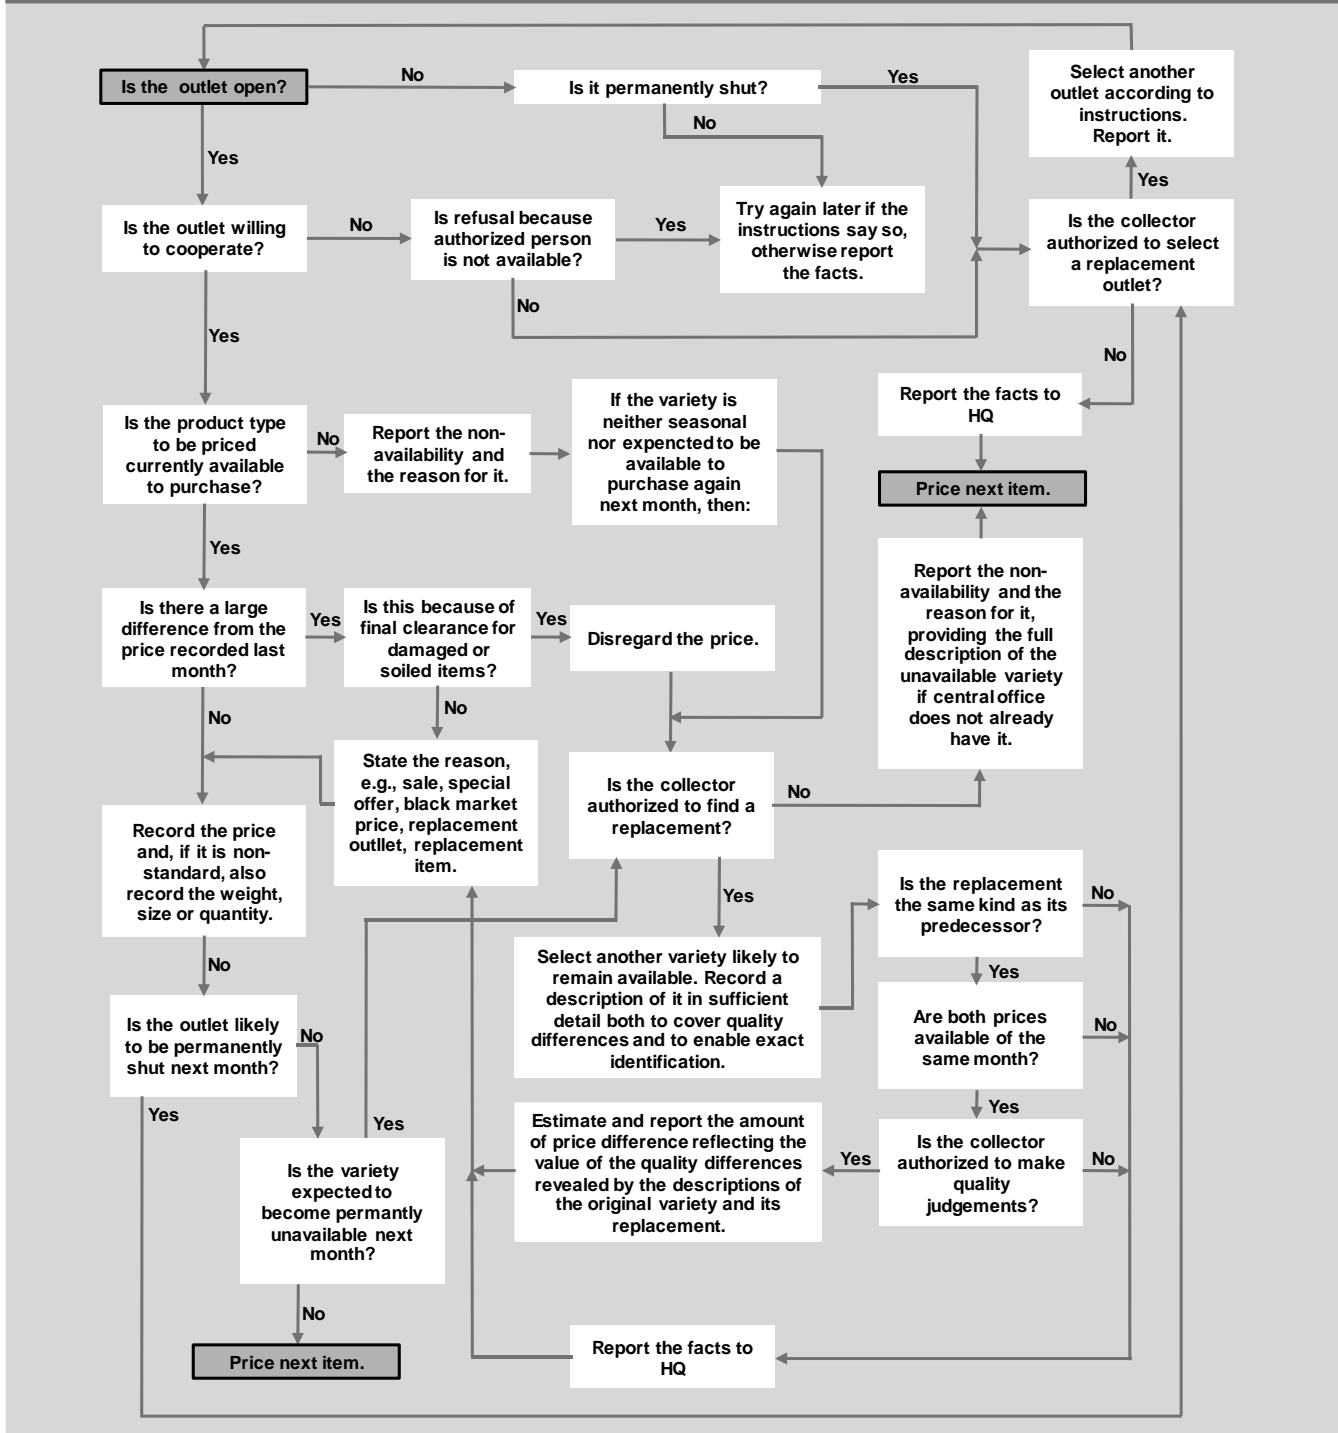 Is the outlet open?
No
Is it permanently shut?
Yes
Select another
outlet according to
instructions.
Report it.
No
Yes
Yes
Is the outlet willing
to cooperate?
No
Is refusal because
authorized person
is not available?
Yes
Try again later if the
instructions say so,
otherwise report
the facts.
Is the collector
authorized to select
a replacement
outlet?
No
Yes
No
Report the facts to
HQ
Price next item.
Is the product type
to be priced
currently available
to purchase?
No
Report the non-
availability and
the reason for it.
If the variety is
neither seasonal
nor expencted to be
available to
purchase again
next month, then:
Yes
Report the non-
availability and the
reason for it,
providing the full
description of the
unavailable variety
if central office
does not already
have it.
Is there a large
difference from the
price recorded last
month?
Yes
Is this because of
final clearance for
damaged or
soiled items?
Yes
Disregard the price.
No
No
State the reason,
e.g., sale, special
offer, black market
price, replacement
outllet, replacement
item.
Is the collector
authorized to find a
replacement?
No
Record the price
and, if it is non-
standard, also
record the weight,
size or quantity.
Yes
Is the replacement
the same kind as its
predecessor?
No
No
Select another variety likely to
remain available. Record a
description of it in sufficient
detail both to cover quality
differences and to enable exact
identification.
Yes
Are both prices
available of the
same month?
No
Is the outlet likely
to be permanently
shut next month?
No
Yes
Yes
Yes
Is the variety
expected to
become permantly
unavailable next
month?
Estimate and report the amount
of price difference reflecting the
value of the quality differences
revealed by the descriptions of
the original variety and its
replacement.
Yes
Is the collector
authorized to make
quality
judgements?
No
No
Price next item.
Report the facts to
HQ